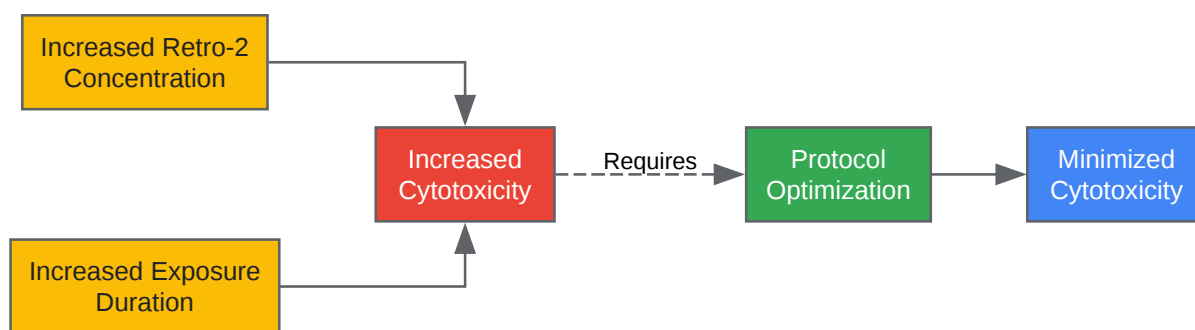 Increased Retro-2
Concentration
Increased
Cytotoxicity
Requires
Protocol
Optimization
Minimized
Cytotoxicity
Increased Exposure
Duration